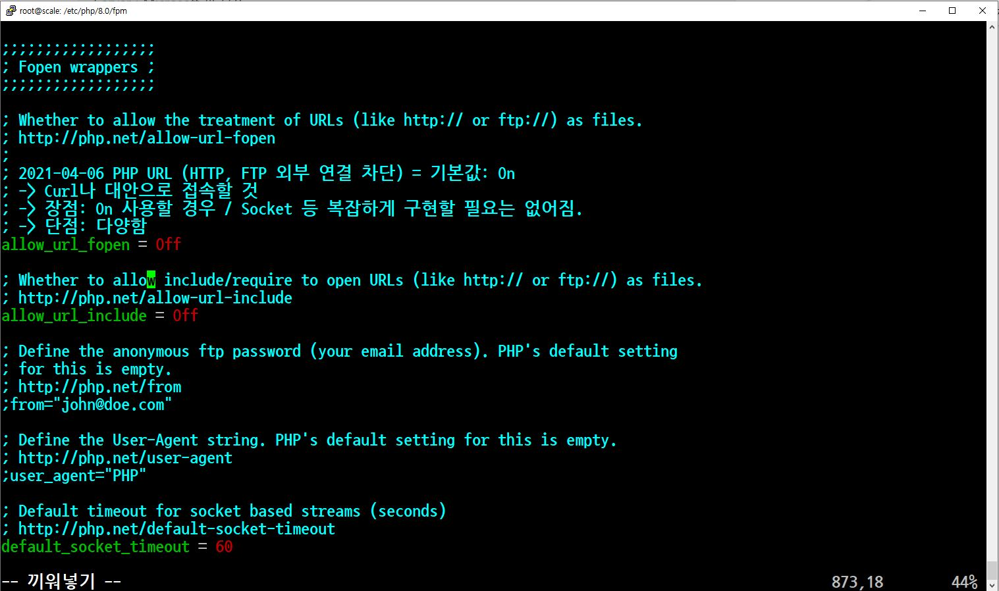 root@scale: /etc/php/8.0/fpm
;;;;;;;;;;;;;;;;;;
; Fopen wrappers ;
;;;;;;;;;;;;;;;;;;
; Whether to allow the treatment of URLs (like http:// or ftp://) as files.
; http://php.net/allow-url-fopen
;
; 2021-04-06 PHP URL (HTTP, FTP 외부 연결 차단) = 기본값: On
; -> Curl나 대안으로 접속할 것
; -> 장점: On 사용할 경우 / Socket 등 복잡하게 구현할 필요는 없어짐.
; -> 단점: 다양함
allow_url_fopen = Off
; Whether to allow include/require to open URLs (like http:// or ftp://) as files.
; http://php.net/allow-url-include
allow_url_include = Off
; Define the anonymous ftp password (your email address). PHP's default setting
; for this is empty.
; http://php.net/from
;from="john@doe.com"
; Define the User-Agent string. PHP's default setting for this is empty.
; http://php.net/user-agent
;user_agent="PHP"
; Default timeout for socket based streams (seconds)
; http://php.net/default-socket-timeout
default_socket_timeout = 60
-- 끼워넣기 -- 873,18 44%